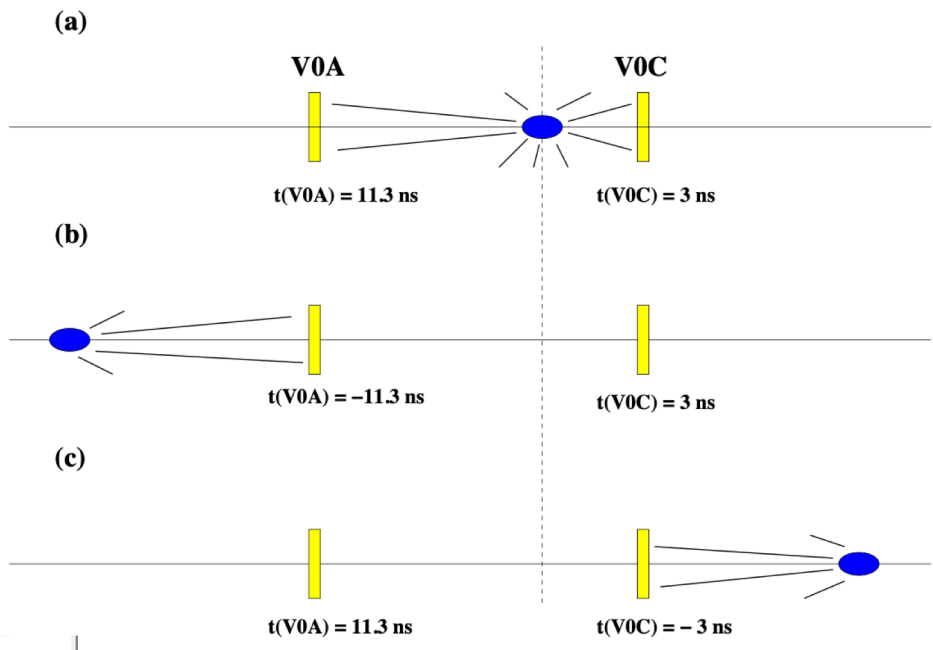 (a)
V0A V0C
t(V0A) = 11.3 ns t(V0C) = 3 ns
(b)
t(V0A) = −11.3 ns t(V0C) = 3 ns
(c)
t(V0A) = 11.3 ns t(V0C) = − 3 ns